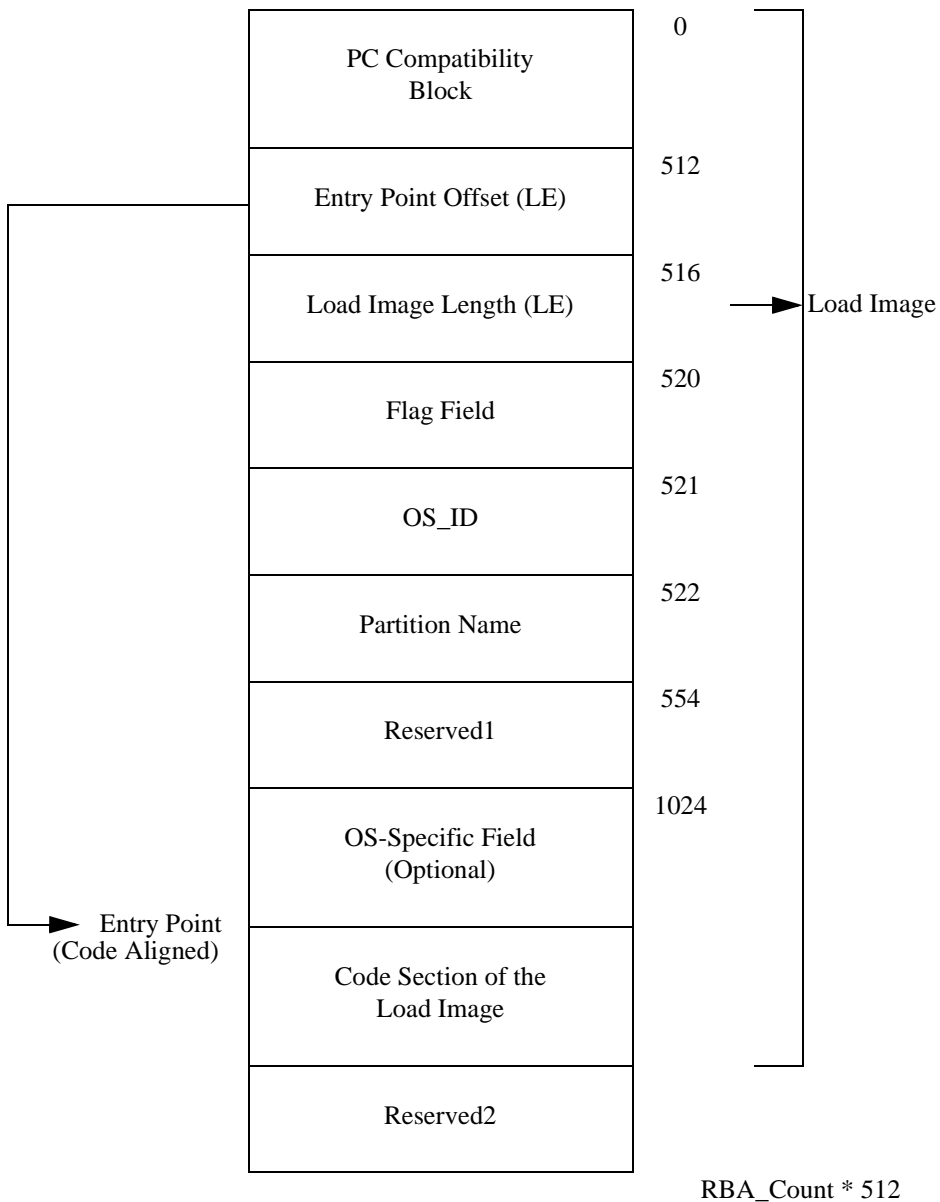 0
PC Compatibility
Block
512
Entry Point Offset (LE)
516
Load Image Length (LE)
Load Image
520
Flag Field
521
OS_ID
522
Partition Name
554
Reserved1
1024
OS-Specific Field
(Optional)
Entry Point
(Code Aligned)
Code Section of the
Load Image
Reserved2
RBA_Count * 512